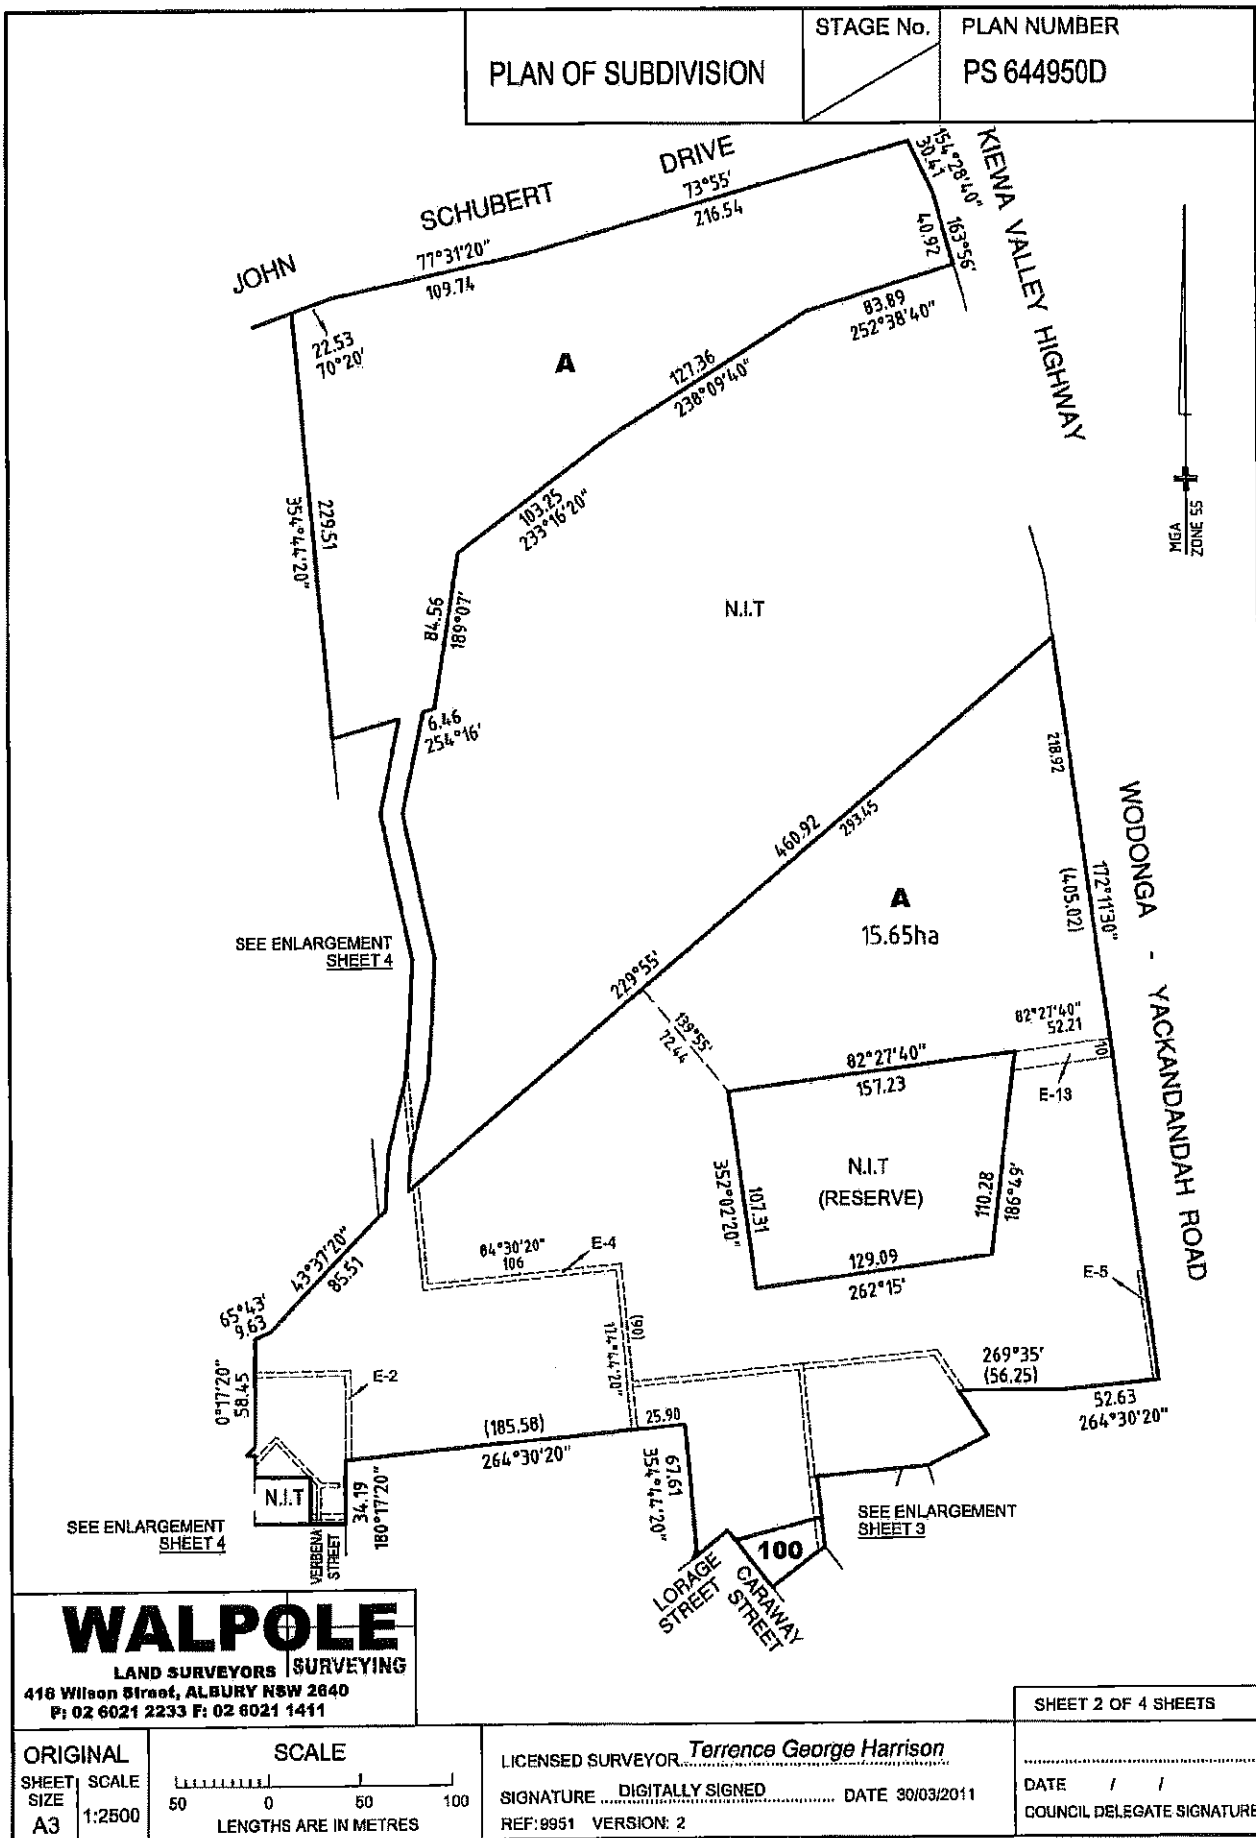 PLAN OF SUBDIVISION
STAGE No.
PLAN NUMBER
PS 644950D
JOHN SCHUBERT DRIVE
KIEWA VALLEY HIGHWAY
154°28'40"
30.41
163°56'
40.92
73°55'
216.54
77°31'20"
109.74
22.53
70°20'
A
83.89
252°38'40"
127.36
238°09'40"
103.25
233°16'20"
229.51
354°44'20"
84.56
189°07'
6.46
254°16'
N.I.T
MGA
ZONE 55
218.92
460.92
293.45
229°55'
WODONGA - YACKANDAH ROAD
172°11'30"
(405.02)
A
15.65ha
SEE ENLARGEMENT
SHEET 4
139°55'
72.44
82°27'40"
52.21
10
E-13
82°27'40"
157.23
N.I.T
(RESERVE)
352°02'20"
107.31
110.28
186°49'
129.09
262°15'
84°30'20"
106
E-4
(90)
174°44'20"
E-5
43°37'20"
85.51
65°43'
9.63
0°17'20"
58.45
E-2
(185.58)
264°30'20"
25.90
67.61
354°44'20"
269°35'
(56.25)
52.63
264°30'20"
N.I.T
34.19
180°17'20"
SEE ENLARGEMENT
SHEET 4
VERBENA
STREET
SEE ENLARGEMENT
SHEET 3
100
LORAGE
STREET
CARAWAY
STREET
WALPOLE
LAND SURVEYORS SURVEYING
418 Wilson Street, ALBURY NSW 2640
P: 02 6021 2233 F: 02 6021 1411
SHEET 2 OF 4 SHEETS
ORIGINAL
SHEET SIZE
A3
SCALE
1:2500
SCALE
50 0 50 100
LENGTHS ARE IN METRES
LICENSED SURVEYOR Terrence George Harrison
SIGNATURE DIGITALLY SIGNED DATE 30/03/2011
REF: 9951 VERSION: 2
DATE / /
COUNCIL DELEGATE SIGNATURE